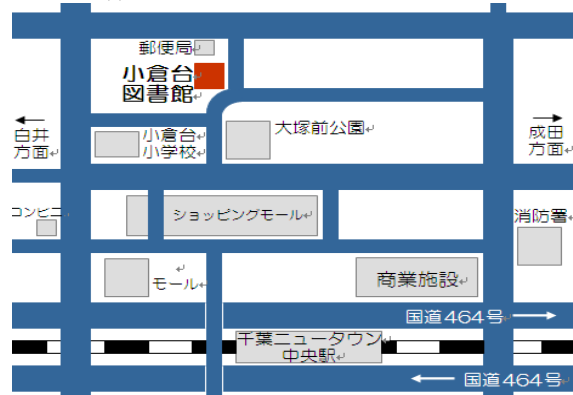 郵便局
小倉台
図書館
←
白井
方面
小倉台
小学校
大塚前公園
→
成田
方面
コンビニ
ショッピングモール
消防署
モール
商業施設
国道464号 →
千葉ニュータウン
中央駅
← 国道464号